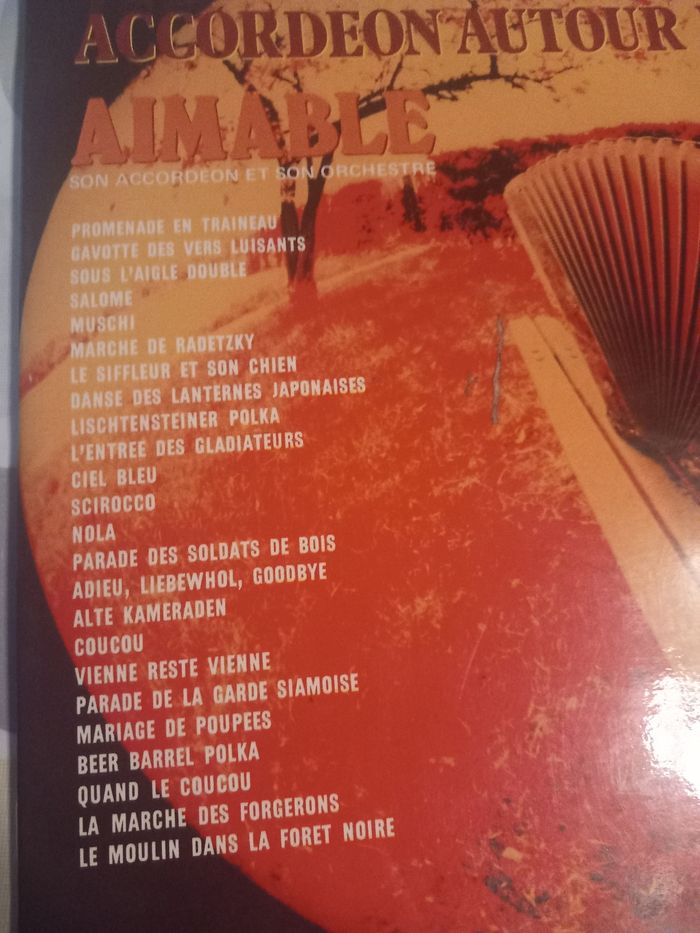 ACCORDEON AUTOUR
AIMABLE
SON ACCORDEON ET SON ORCHESTRE
PROMENADE EN TRAINEAU
GAVOTTE DES VERS LUISANTS
SOUS L'AIGLE DOUBLE
SALOME
MUSCHI
MARCHE DE RADETZKY
LE SIFFLEUR ET SON CHIEN
DANSE DES LANTERNES JAPONAISES
LISCHTENSTEINER POLKA
L'ENTREE DES GLADIATEURS
CIEL BLEU
SCIROCCO
NOLA
PARADE DES SOLDATS DE BOIS
ADIEU, LIEBEWHOL, GOODBYE
ALTE KAMERADEN
COUCOU
VIENNE RESTE VIENNE
PARADE DE LA GARDE SIAMOISE
MARIAGE DE POUPEES
BEER BARREL POLKA
QUAND LE COUCOU
LA MARCHE DES FORGERONS
LE MOULIN DANS LA FORET NOIRE